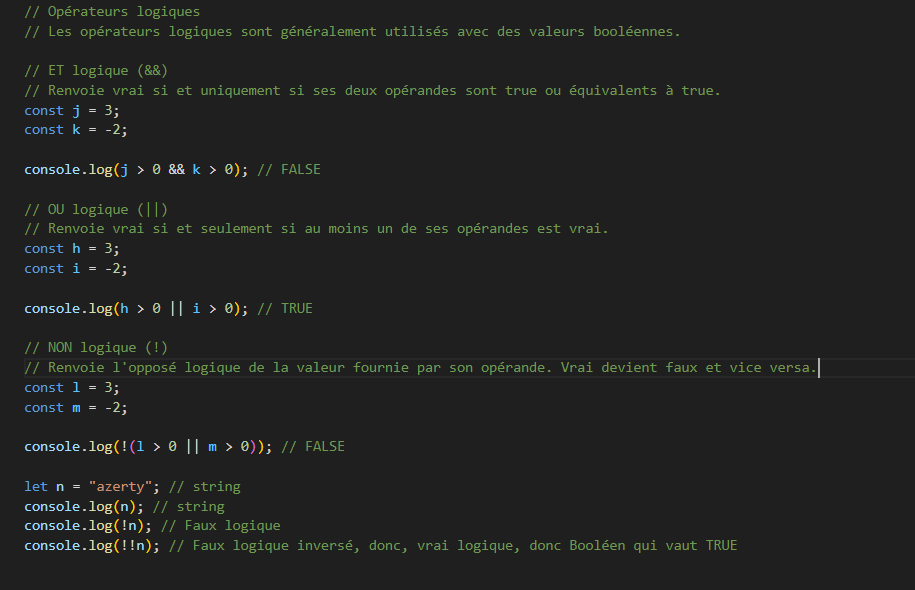 // Opérateurs logiques
// Les opérateurs logiques sont généralement utilisés avec des valeurs booléennes.
// ET logique (&&)
// Renvoie vrai si et uniquement si ses deux opérandes sont true ou équivalents à true.
const j = 3;
const k = -2;
console.log(j > 0 && k > 0); // FALSE
// OU logique (||)
// Renvoie vrai si et seulement si au moins un de ses opérandes est vrai.
const h = 3;
const i = -2;
console.log(h > 0 || i > 0); // TRUE
// NON logique (!)
// Renvoie l'opposé logique de la valeur fournie par son opérande. Vrai devient faux et vice versa.
const l = 3;
const m = -2;
console.log(!(l > 0 || m > 0)); // FALSE
let n = "azerty"; // string
console.log(n); // string
console.log(!n); // Faux logique
console.log(!!n); // Faux logique inversé, donc, vrai logique, donc Booléen qui vaut TRUE